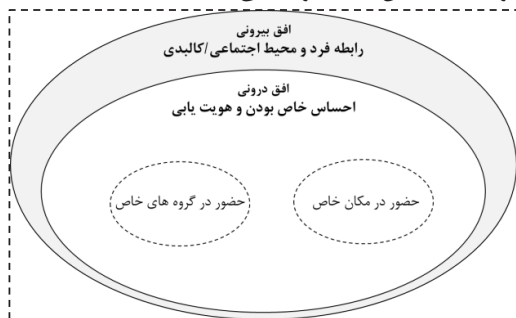 افق بیرونی
رابطه فرد و محیط اجتماعی/کالبدی
افق درونی
احساس خاص بودن و هویت یابی
حضور در مکان خاص
حضور در گروه های خاص